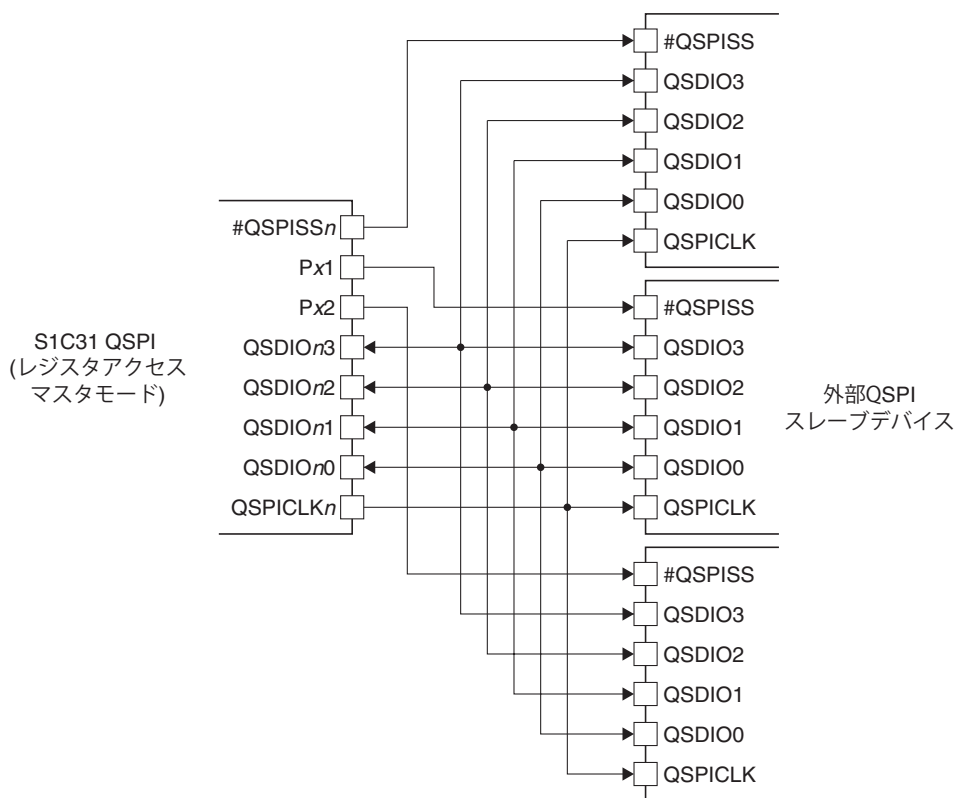 #QSPISS
QSDIO3
QSDIO2
QSDIO1
QSDIO0
QSPICLK
#QSPISSn
Px1
Px2
QSDIOn3
QSDIOn2
QSDIOn1
QSDIOn0
QSPICLKn
S1C31 QSPI
(レジスタアクセス
マスタモード)
#QSPISS
QSDIO3
QSDIO2
QSDIO1
QSDIO0
QSPICLK
外部QSPI
スレーブデバイス
#QSPISS
QSDIO3
QSDIO2
QSDIO1
QSDIO0
QSPICLK